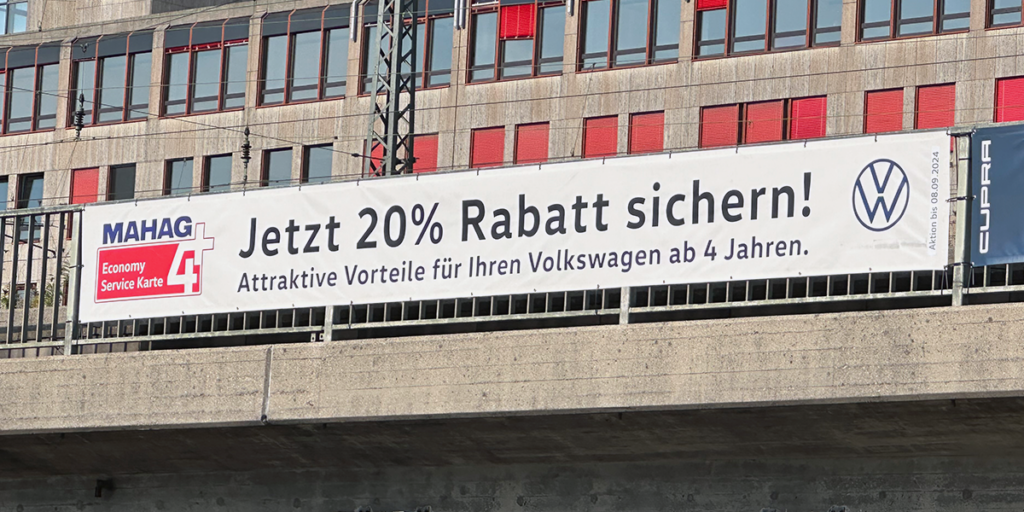 MAHAG
Economy
Service Karte
4+
Jetzt 20% Rabatt sichern!
Attraktive Vorteile für Ihren Volkswagen ab 4 Jahren.
Aktion bis 08.09.2024
CUPRA